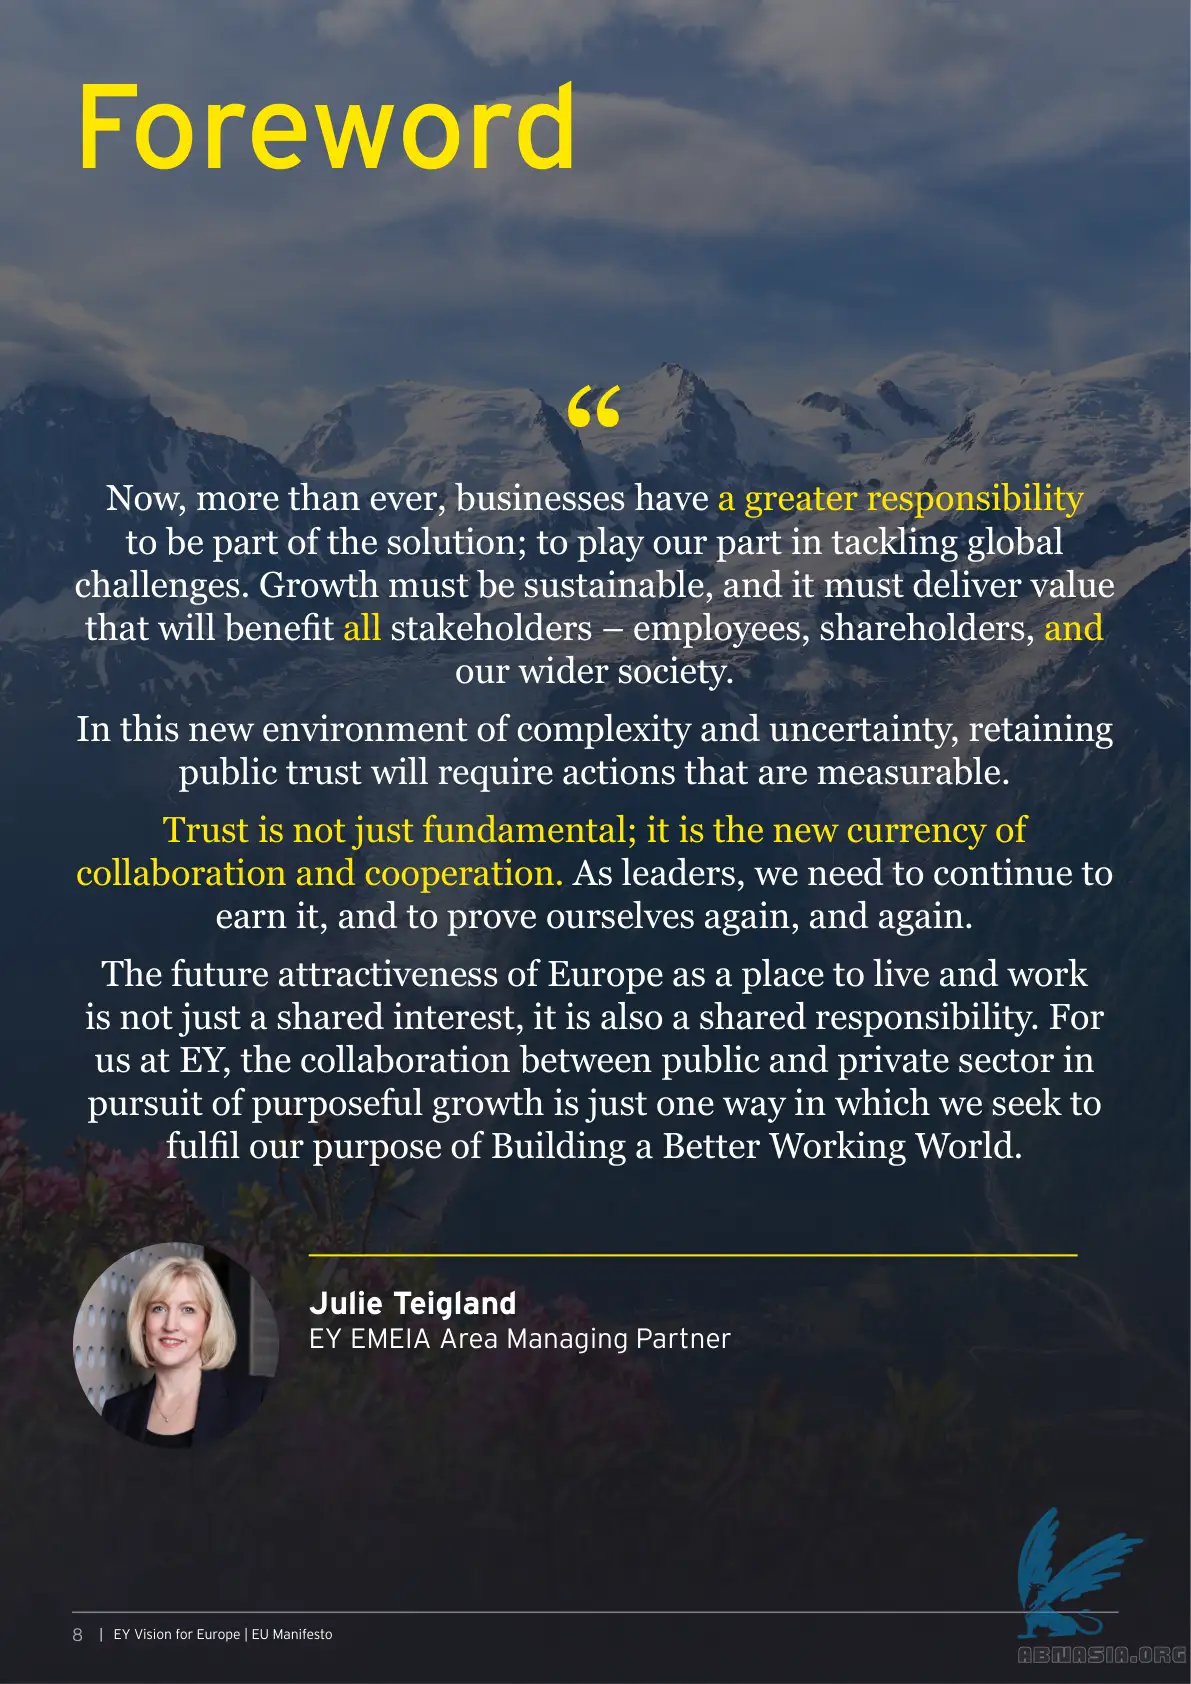 Foreword
“
Now, more than ever, businesses have a greater responsibility
to be part of the solution; to play our part in tackling global
challenges. Growth must be sustainable, and it must deliver value
that will benefit all stakeholders – employees, shareholders, and
our wider society.
In this new environment of complexity and uncertainty, retaining
public trust will require actions that are measurable.
Trust is not just fundamental; it is the new currency of
collaboration and cooperation. As leaders, we need to continue to
earn it, and to prove ourselves again, and again.
The future attractiveness of Europe as a place to live and work
is not just a shared interest, it is also a shared responsibility. For
us at EY, the collaboration between public and private sector in
pursuit of purposeful growth is just one way in which we seek to
fulfil our purpose of Building a Better Working World.
Julie Teigland
EY EMEIA Area Managing Partner
8 | EY Vision for Europe | EU Manifesto
ABNASIA.ORG